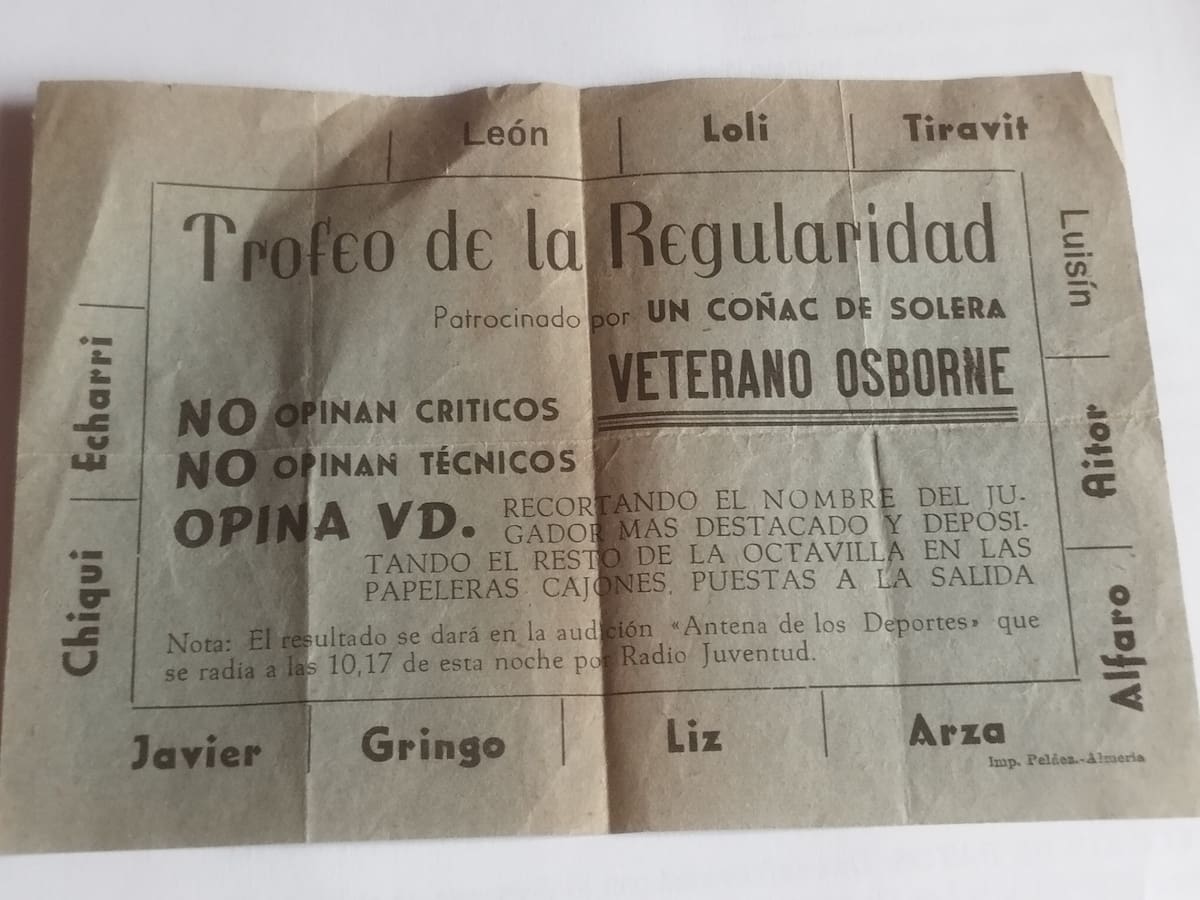 León
Loli
Tiravit
Luisín
Aitor
Alfaro
Trofeo de la Regularidad
Patrocinado por UN COÑAC DE SOLERA
VETERANO OSBORNE
NO OPINAN CRITICOS
NO OPINAN TÉCNICOS
OPINA VD. RECORTANDO EL NOMBRE DEL JU-
GADOR MAS DESTACADO Y DEPOSI-
TANDO EL RESTO DE LA OCTAVILLA EN LAS
PAPELERAS CAJONES, PUESTAS A LA SALIDA
Nota: El resultado se dará en la audición «Antena de los Deportes» que
se radía a las 10,17 de esta noche por Radio Juventud.
Echarri
Chiqui
Javier
Gringo
Liz
Arza
Imp. Peláez.-Almería